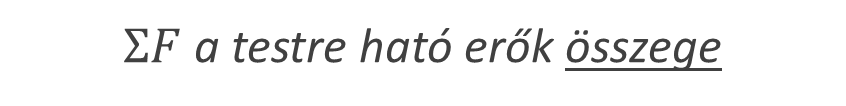 ΣF a testre ható erők összege